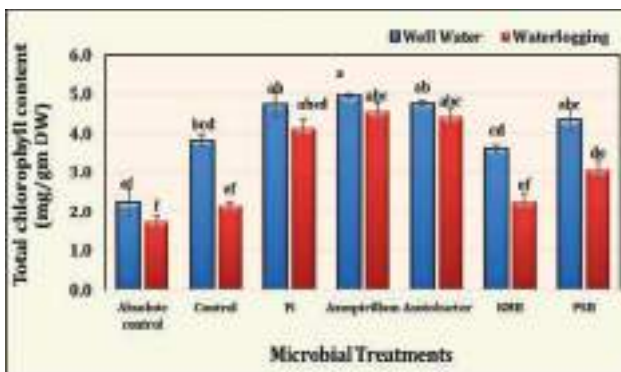 Well Water Waterlogging
Total chlorophyll content
(mg/gm DW)
6.0
5.0
4.0
3.0
2.0
1.0
0.0
ef
f
bcd
ef
ab
abcd
a
abc
ab
abc
cd
ef
abc
de
Absolute
control
Control
Azospirillum
Azotobacter
KMB
PSB
Microbial Treatments